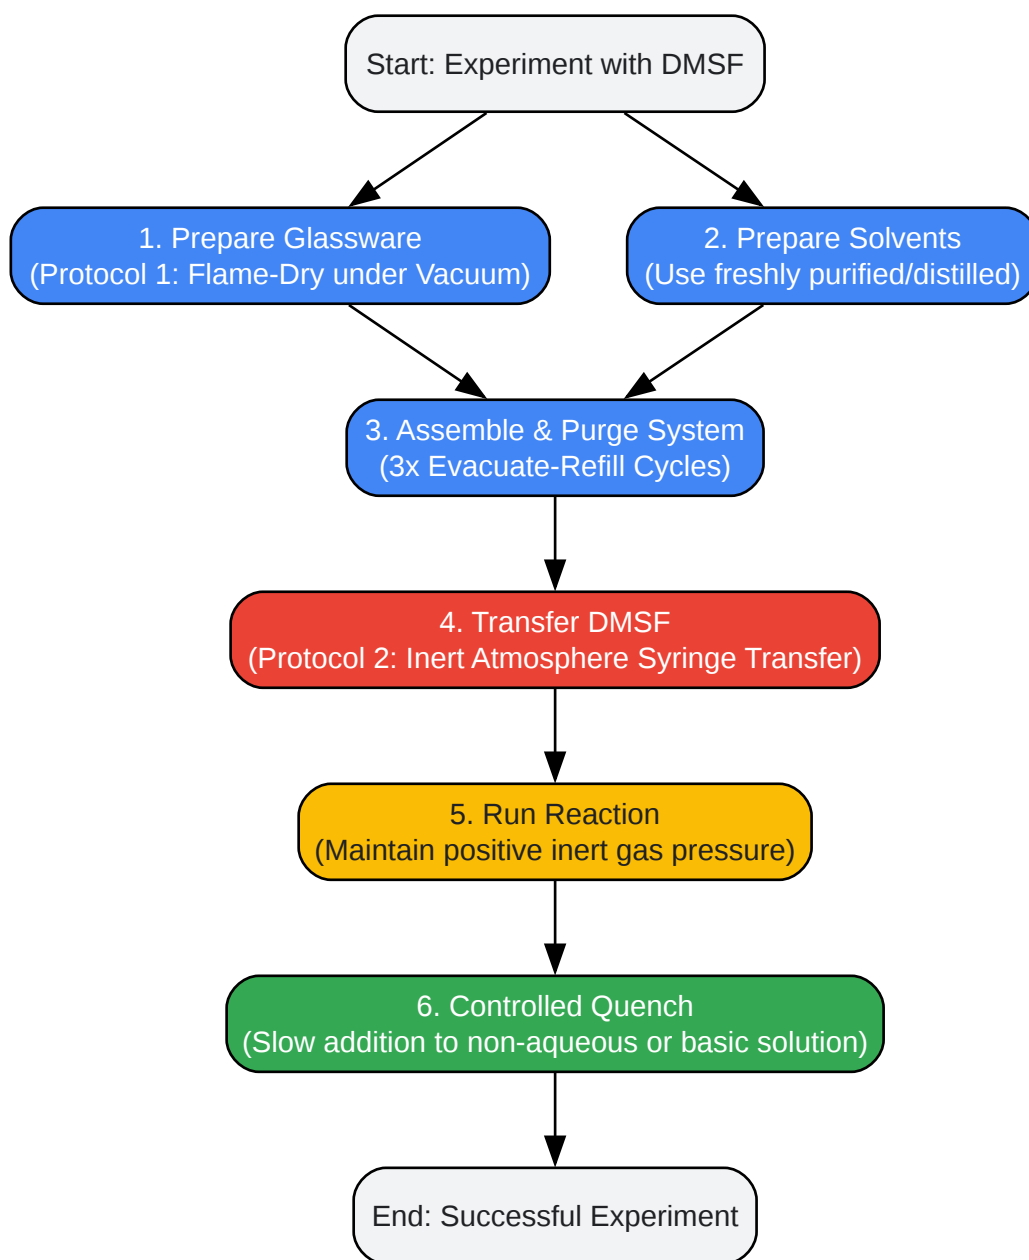 Start: Experiment with DMSF
1. Prepare Glassware
(Protocol 1: Flame-Dry under Vacuum)
2. Prepare Solvents
(Use freshly purified/distilled)
3. Assemble & Purge System
(3x Evacuate-Refill Cycles)
4. Transfer DMSF
(Protocol 2: Inert Atmosphere Syringe Transfer)
5. Run Reaction
(Maintain positive inert gas pressure)
6. Controlled Quench
(Slow addition to non-aqueous or basic solution)
End: Successful Experiment